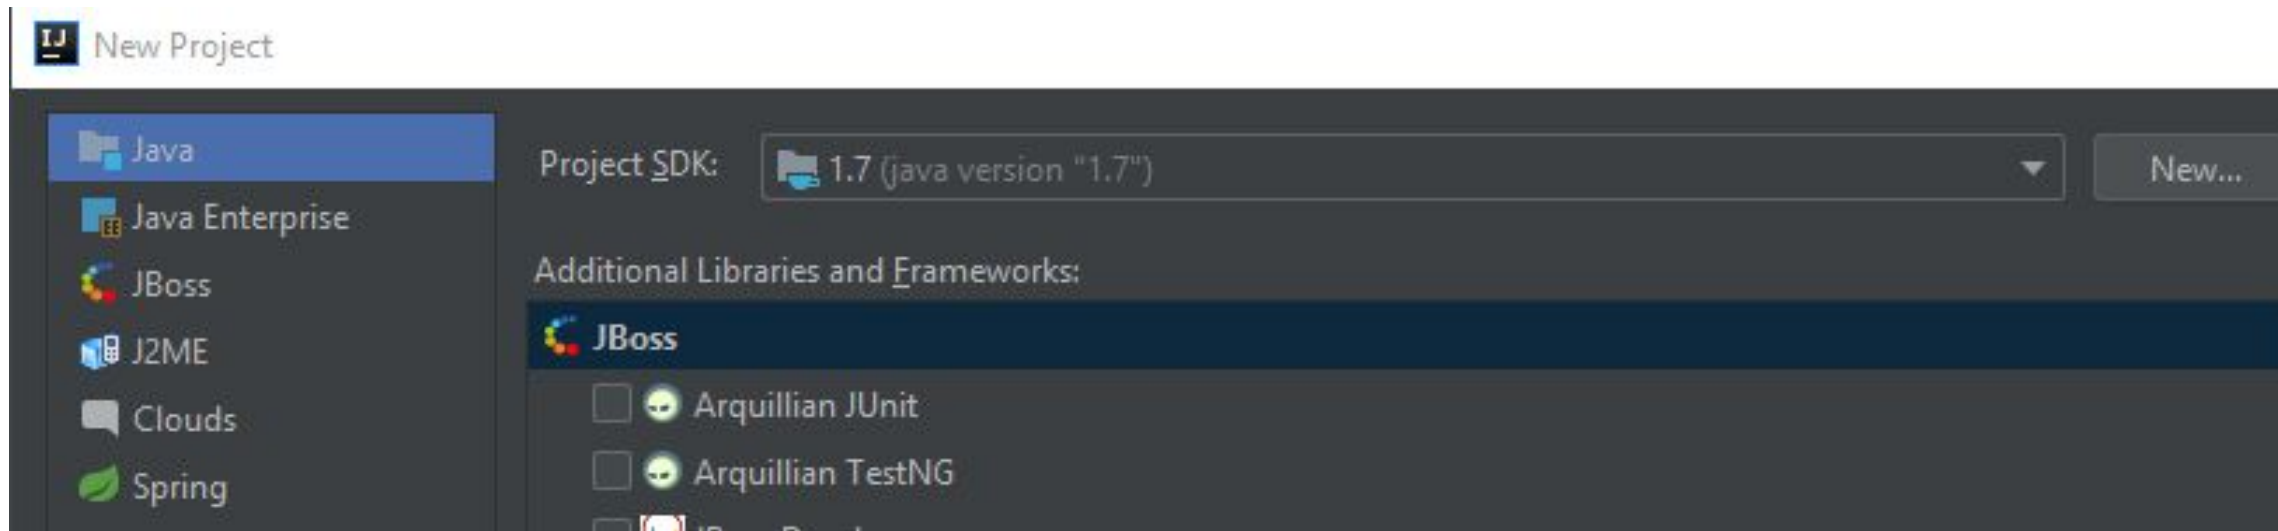 IJ New Project
Java
Project SDK: 1.7 (java version "1.7") New...
Java Enterprise
Additional Libraries and Frameworks:
JBoss
JBoss
J2ME
Arquillian JUnit
Clouds
Arquillian TestNG
Spring